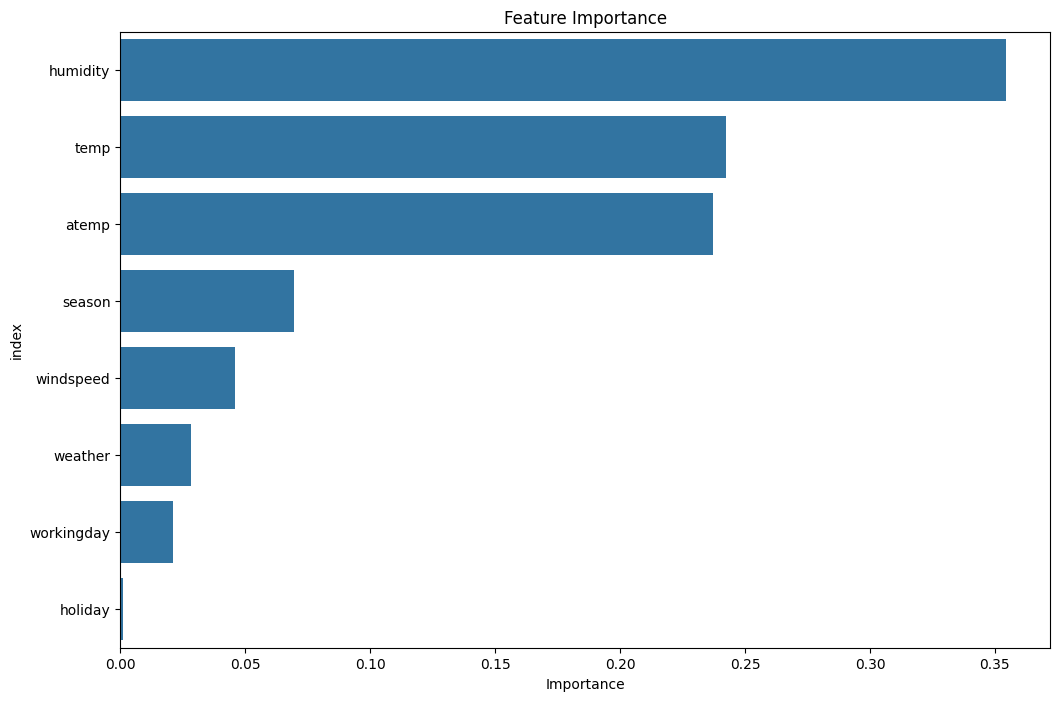 Feature Importance
humidity
temp
atemp
season
windspeed
weather
workingday
holiday
index
0.00 0.05 0.10 0.15 0.20 0.25 0.30 0.35
Importance